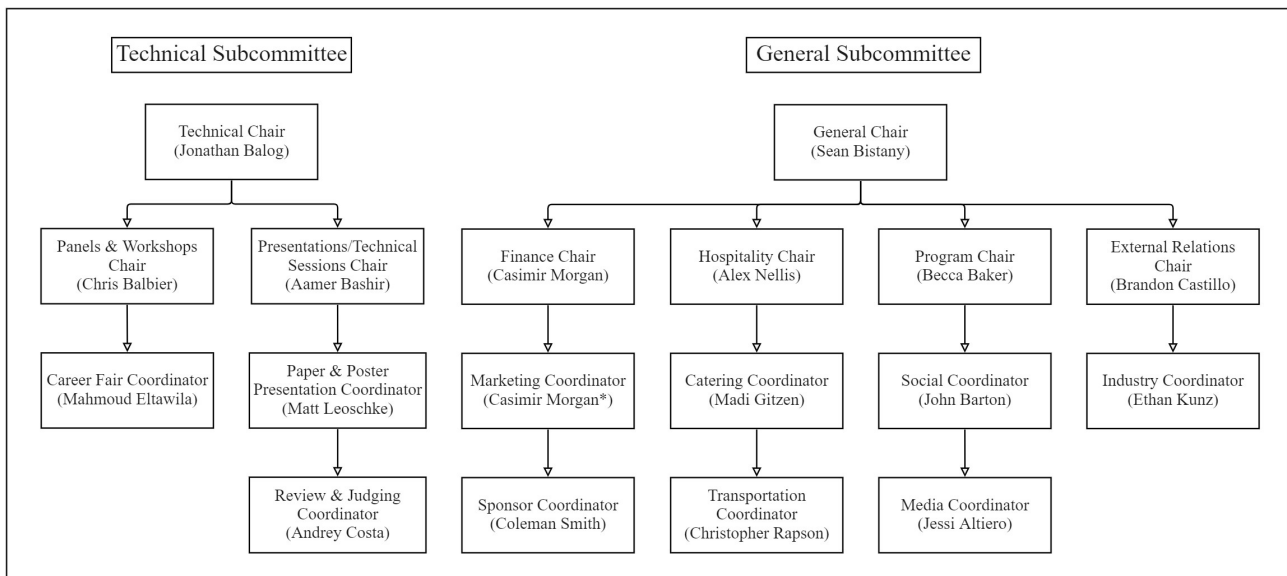 Technical Subcommittee
General Subcommittee
Technical Chair
(Jonathan Balog)
General Chair
(Sean Bistany)
Panels & Workshops
Chair
(Chris Balbier)
Presentations/Technical
Sessions Chair
(Aamer Bashir)
Finance Chair
(Casimir Morgan)
Hospitality Chair
(Alex Nellis)
Program Chair
(Becca Baker)
External Relations
Chair
(Brandon Castillo)
Career Fair Coordinator
(Mahmoud Eltawila)
Paper & Poster
Presentation Coordinator
(Matt Leoschke)
Marketing Coordinator
(Casimir Morgan*)
Catering Coordinator
(Madi Gitzen)
Social Coordinator
(John Barton)
Industry Coordinator
(Ethan Kunz)
Review & Judging
Coordinator
(Andrey Costa)
Sponsor Coordinator
(Coleman Smith)
Transportation
Coordinator
(Christopher Rapson)
Media Coordinator
(Jessi Altiero)